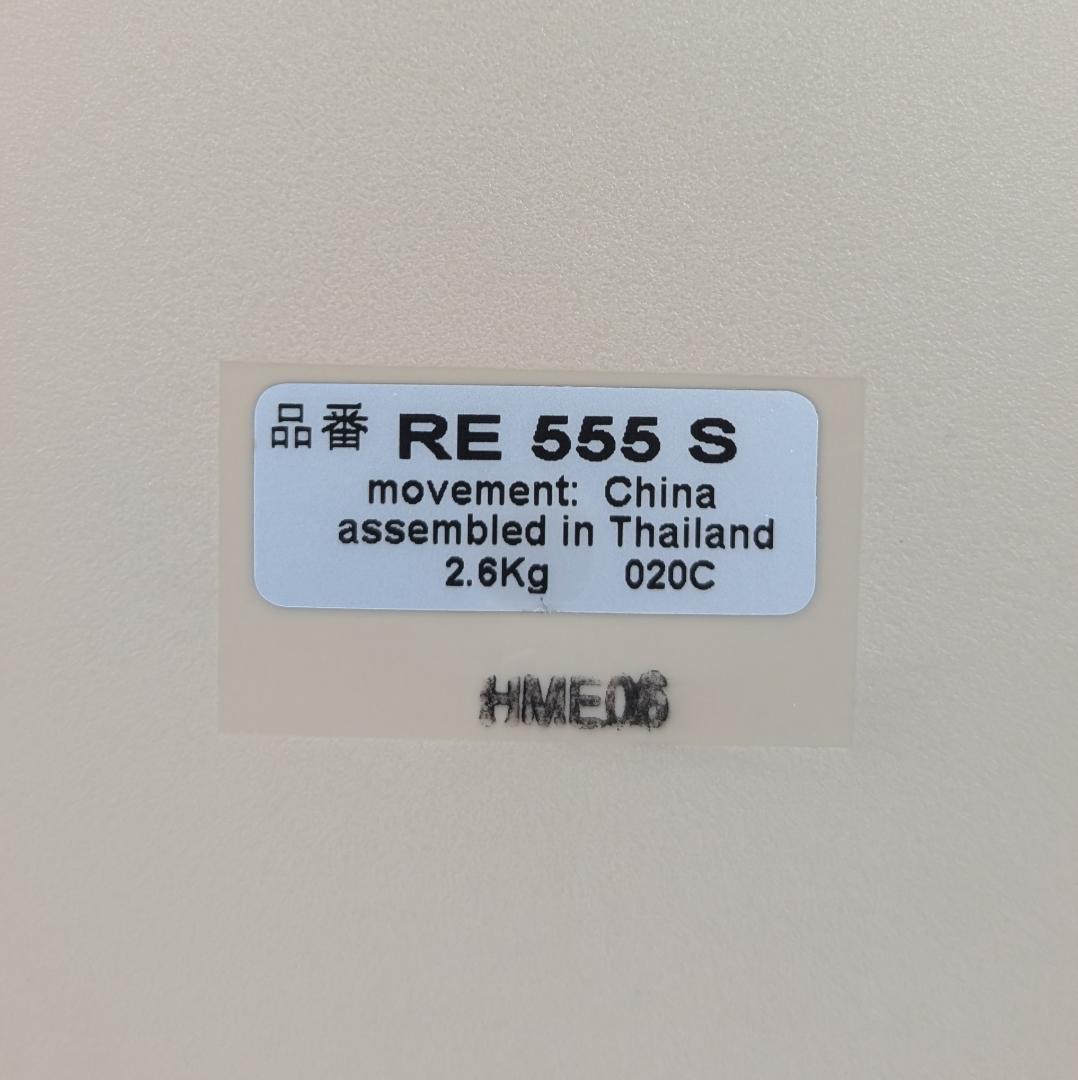 品番 RE 555 S
movement: China
assembled in Thailand
2.6Kg 020C
HME06